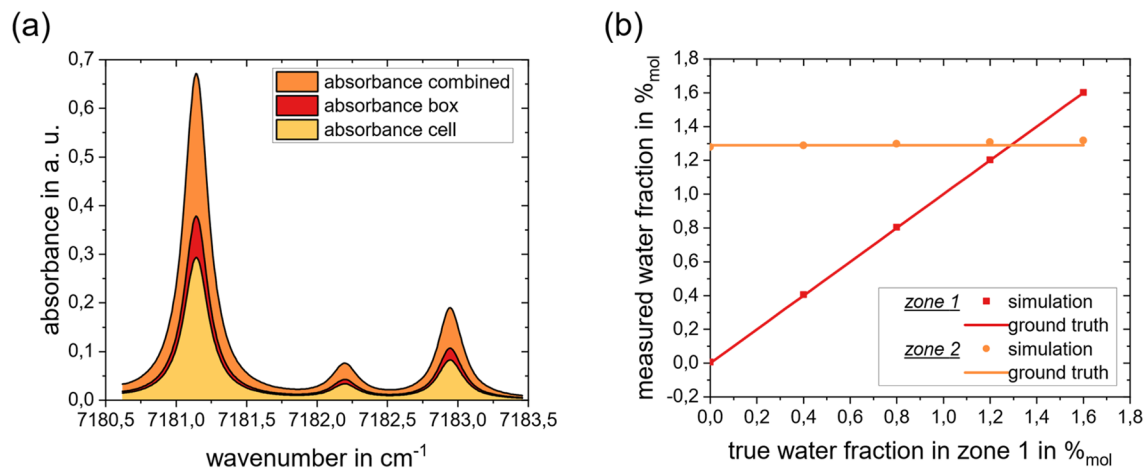 (a)
0,7
0,6
0,5
0,4
0,3
0,2
0,1
0,0
absorbance in a. u.
absorbance combined
absorbance box
absorbance cell
7180,5 7181,0 7181,5 7182,0 7182,5 7183,0 7183,5
wavenumber in cm⁻¹
(b)
1,8
1,6
1,4
1,2
1,0
0,8
0,6
0,4
0,2
0,0
-0,2
measured water fraction in %mol
zone 1 simulation
ground truth
zone 2 simulation
ground truth
0,0 0,2 0,4 0,6 0,8 1,0 1,2 1,4 1,6 1,8
true water fraction in zone 1 in %mol